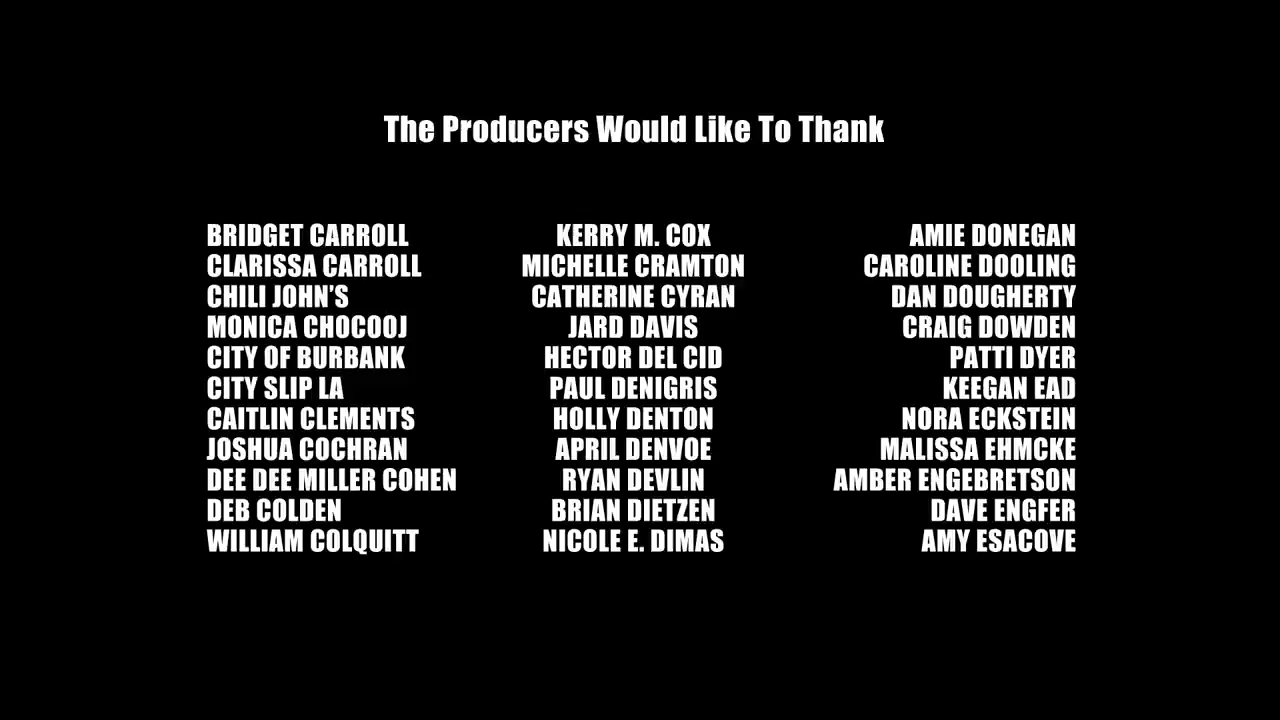 The Producers Would Like To Thank
BRIDGET CARROLL
CLARISSA CARROLL
CHILI JOHN’S
MONICA CHOCOOJ
CITY OF BURBANK
CITY SLIP LA
CAITLIN CLEMENTS
JOSHUA COCHRAN
DEE DEE MILLER COHEN
DEB COLDEN
WILLIAM COLQUITT
KERRY M. COX
MICHELLE CRAMTON
CATHERINE CYRAN
JARD DAVIS
HECTOR DEL CID
PAUL DENIGRIS
HOLLY DENTON
APRIL DENVOE
RYAN DEVLIN
BRIAN DIETZEN
NICOLE E. DIMAS
AMIE DONEGAN
CAROLINE DOOLING
DAN DOUGHERTY
CRAIG DOWDEN
PATTI DYER
KEEGAN EAD
NORA ECKSTEIN
MALISSA EHMCKE
AMBER ENGEBRETSON
DAVE ENGFER
AMY ESACOVE